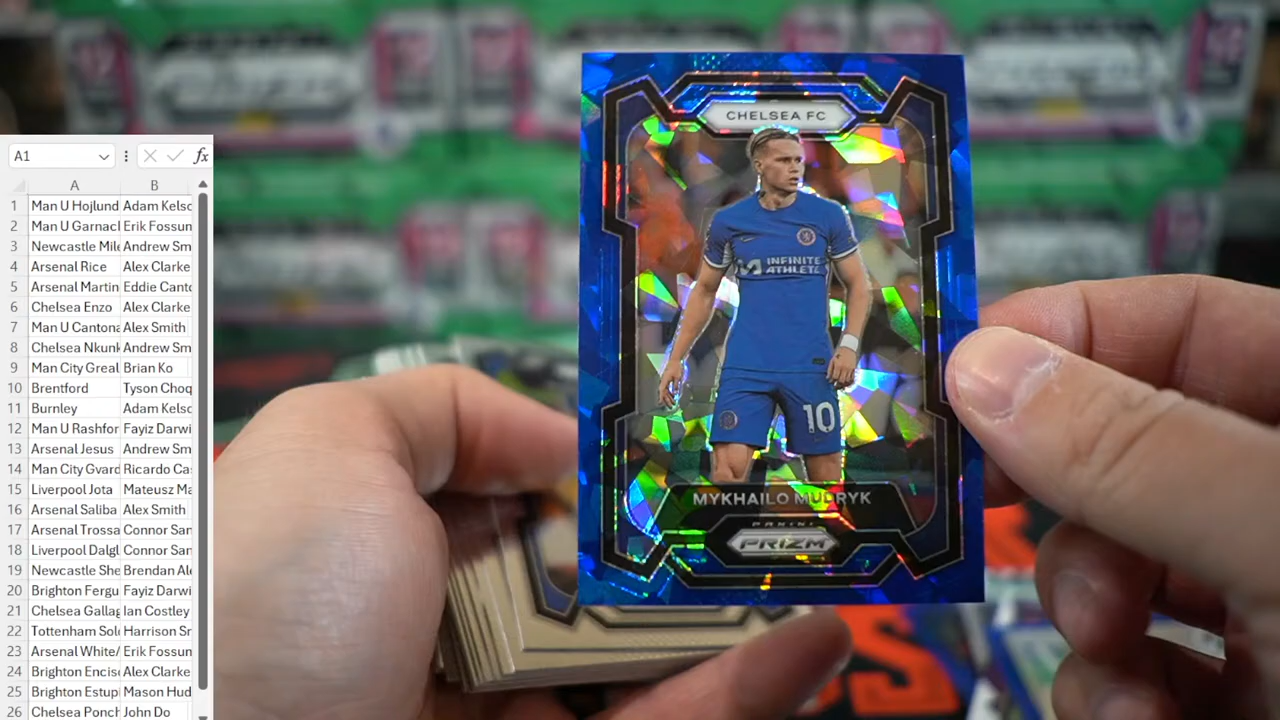 CHELSEA FC
INFINITE
ATHLETE
10
MYKHAILO MUDRYK
PANINI
PRIZM
A1
fx
A B
1 Man U Hojlund Adam Kelso
2 Man U Garnacl Erik Fossun
3 Newcastle Mile Andrew Sm
4 Arsenal Rice Alex Clarke
5 Arsenal Martin Eddie Canto
6 Chelsea Enzo Alex Clarke
7 Man U Cantona Alex Smith
8 Chelsea Nkunk Andrew Sm
9 Man City Greal Brian Ko
10 Brentford Tyson Choq
11 Burnley Adam Kelso
12 Man U Rashfor Fayiz Darwi
13 Arsenal Jesus Andrew Sm
14 Man City Gvard Ricardo Cas
15 Liverpool Jota Mateusz Ma
16 Arsenal Saliba Alex Smith
17 Arsenal Trossa Connor San
18 Liverpool Dalgl Connor San
19 Newcastle She Brendan Ale
20 Brighton Fergu Fayiz Darwi
21 Chelsea Gallag Ian Costley
22 Tottenham Solo Harrison Sr
23 Arsenal White/ Erik Fossun
24 Brighton Encisc Alex Clarke
25 Brighton Estupi Mason Hud
26 Chelsea Ponch John Do